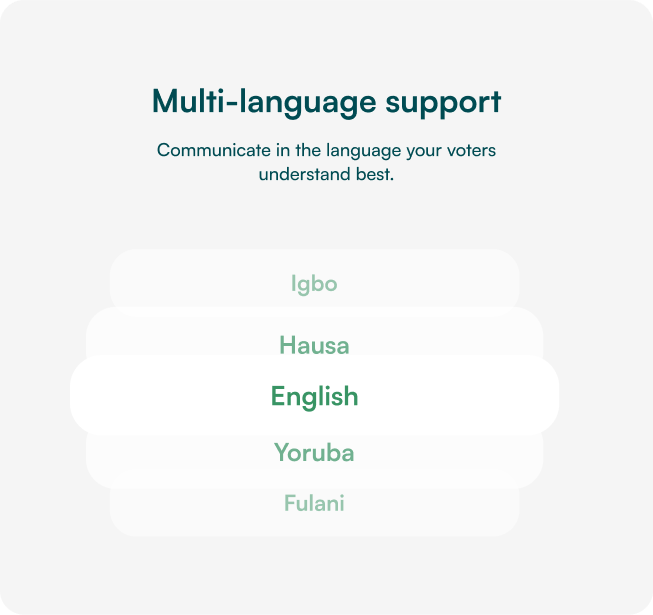 Multi-language support
Communicate in the language your voters
understand best.
Igbo
Hausa
English
Yoruba
Fulani